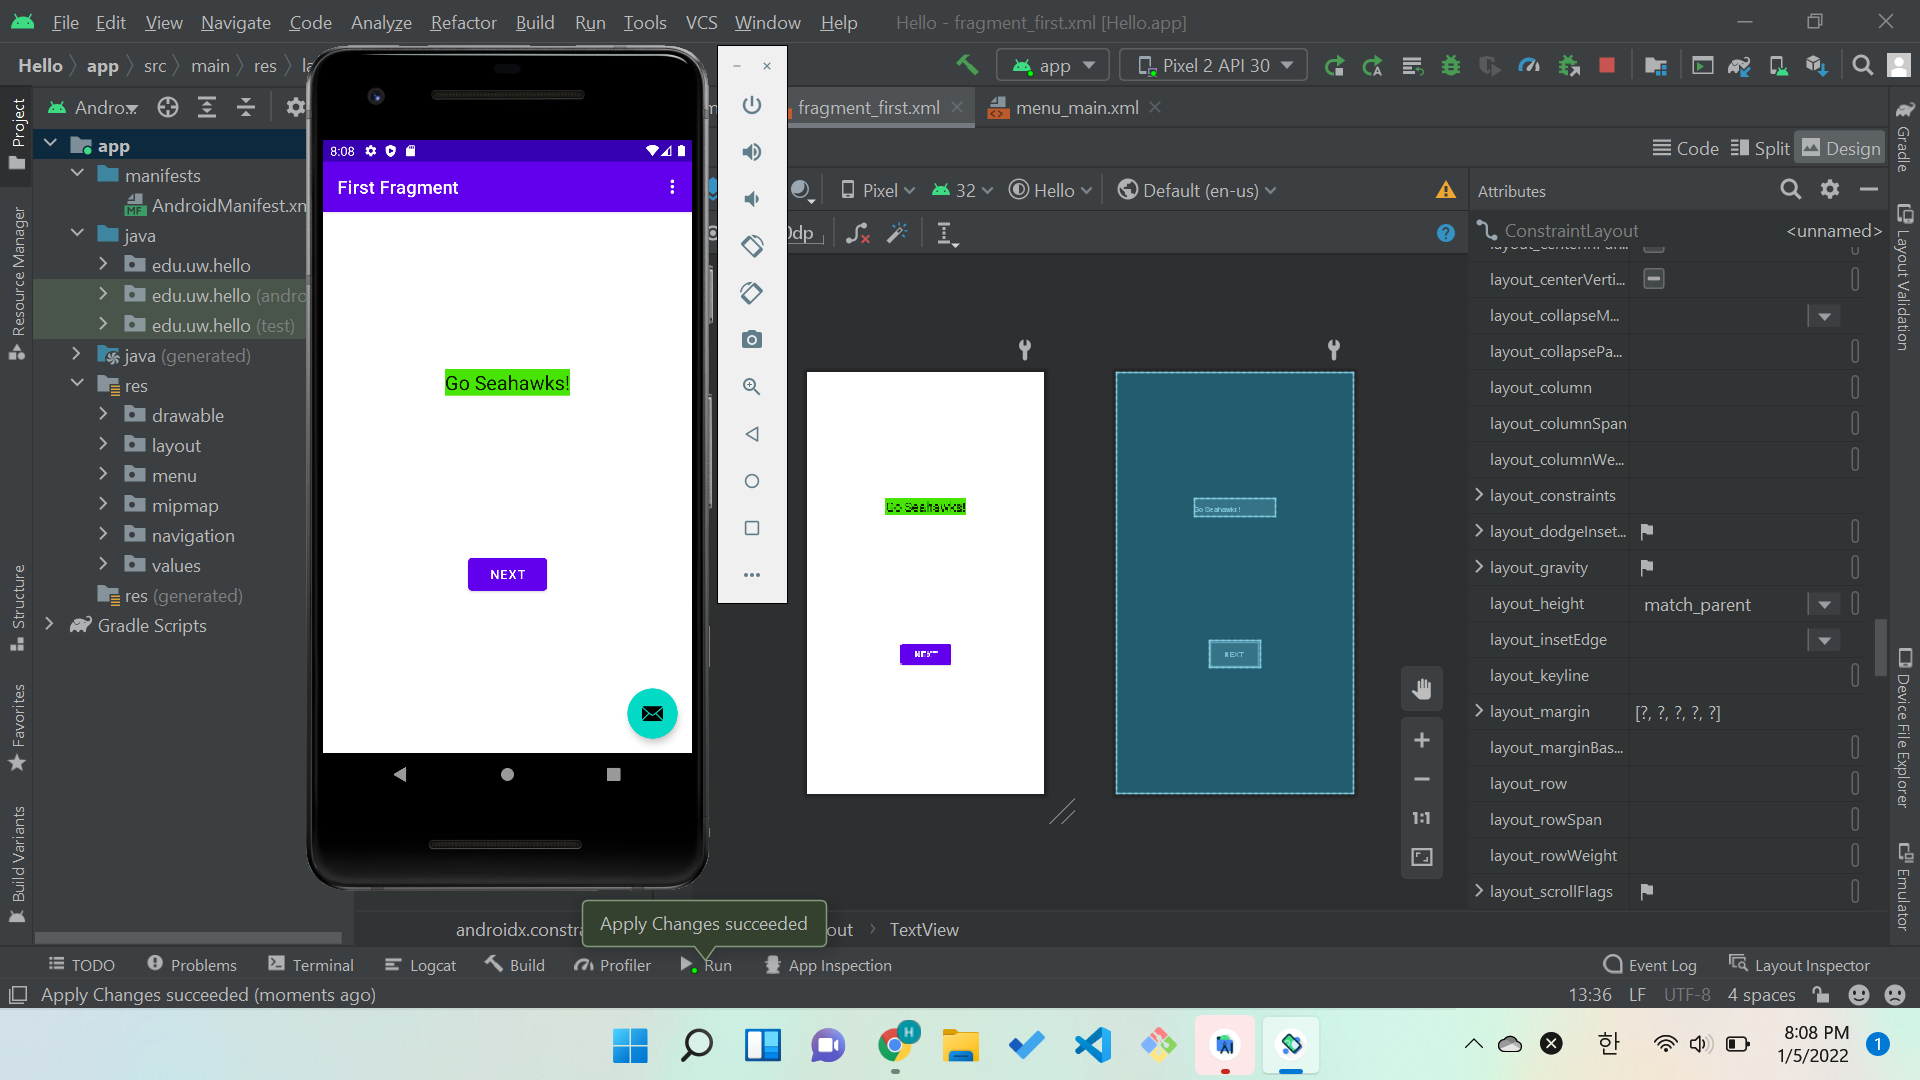 File Edit View Navigate Code Analyze Refactor Build Run Tools VCS Window Help Hello - fragment_first.xml [Hello.app]
Hello app src main res
app Pixel 2 API 30
Andro...
fragment_first.xml
menu_main.xml
Code Split Design
Pixel 32 Hello Default (en-us)
Attributes
0dp
ConstraintLayout <unnamed>
Project
Resource Manager
Structure
Favorites
Build Variants
app
manifests
AndroidManifest.xm
java
edu.uw.hello
edu.uw.hello (andro
edu.uw.hello (test)
java (generated)
res
drawable
layout
menu
mipmap
navigation
values
res (generated)
Gradle Scripts
8:08
First Fragment
Go Seahawks!
NEXT
Go Seahawks!
NEXT
Go Seahawks!
NEXT
1:1
layout_centerVerti...
layout_collapseM...
layout_collapsePa...
layout_column
layout_columnSpan
layout_columnWe...
layout_constraints
layout_dodgeInset...
layout_gravity
layout_height match_parent
layout_insetEdge
layout_keyline
layout_margin [?, ?, ?, ?, ?]
layout_marginBas...
layout_row
layout_rowSpan
layout_rowWeight
layout_scrollFlags
Gradle
Layout Validation
Device File Explorer
Emulator
androidx.constra
out TextView
Apply Changes succeeded
TODO Problems Terminal Logcat Build Profiler Run App Inspection Event Log Layout Inspector
Apply Changes succeeded (moments ago) 13:36 LF UTF-8 4 spaces
H
한
8:08 PM
1/5/2022
1